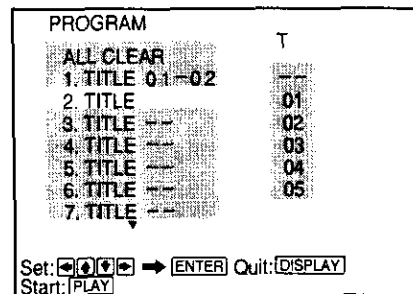 PROGRAM
T
ALL CLEAR
1. TITLE 01-02 --
2. TITLE 01
3. TITLE -- 02
4. TITLE -- 03
5. TITLE -- 04
6. TITLE -- 05
7. TITLE --
Set: ←↑↓→ ➡ ENTER Quit: DISPLAY
Start: PLAY